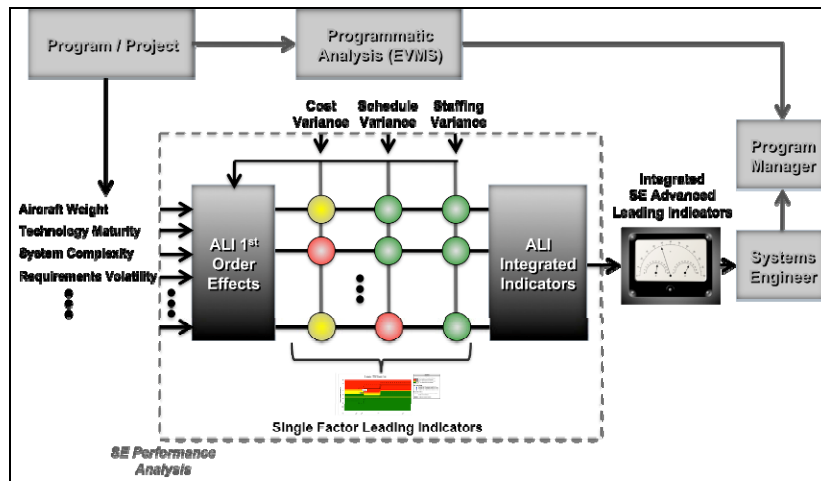 Program / Project
Programmatic
Analysis (EVMS)
Cost
Variance
Schedule
Variance
Staffing
Variance
Program
Manager
Integrated
SE Advanced
Leading Indicators
Aircraft Weight
Technology Maturity
System Complexity
Requirements Volatility
ALI 1st
Order
Effects
ALI
Integrated
Indicators
Systems
Engineer
Single Factor Leading Indicators
SE Performance
Analysis